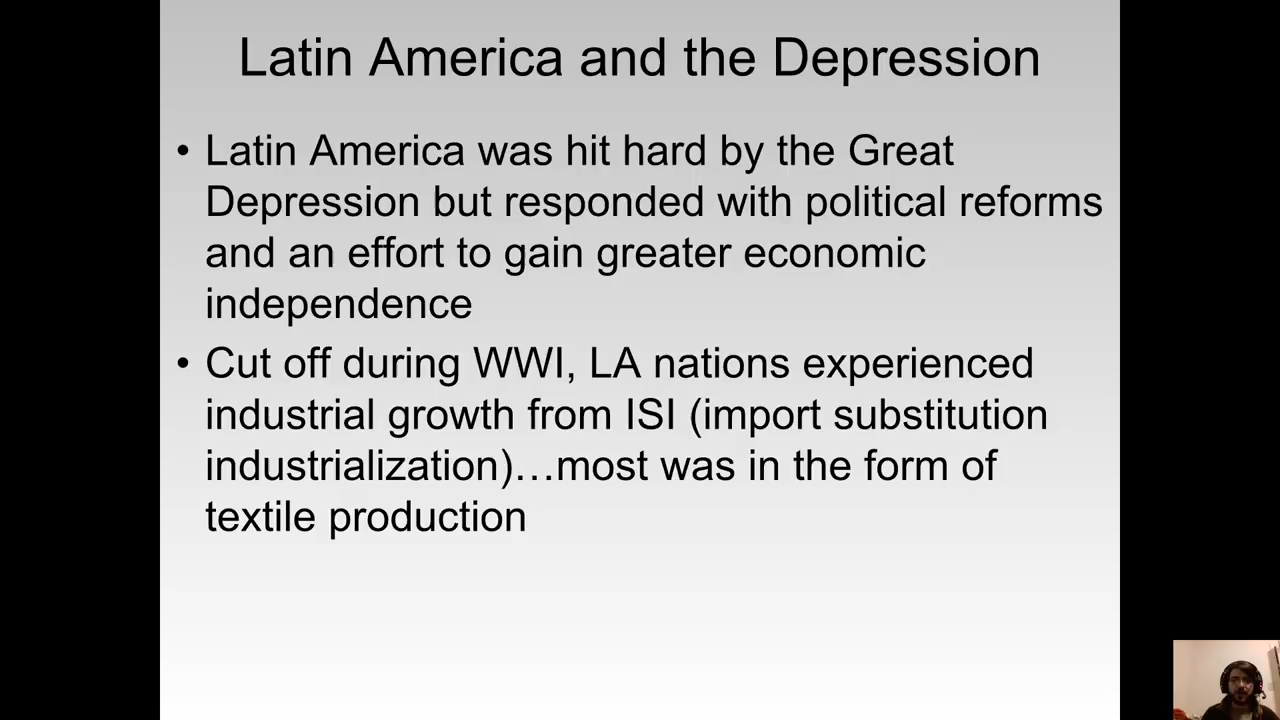 Latin America and the Depression
• Latin America was hit hard by the Great
Depression but responded with political reforms
and an effort to gain greater economic
independence
• Cut off during WWI, LA nations experienced
industrial growth from ISI (import substitution
industrialization)…most was in the form of
textile production